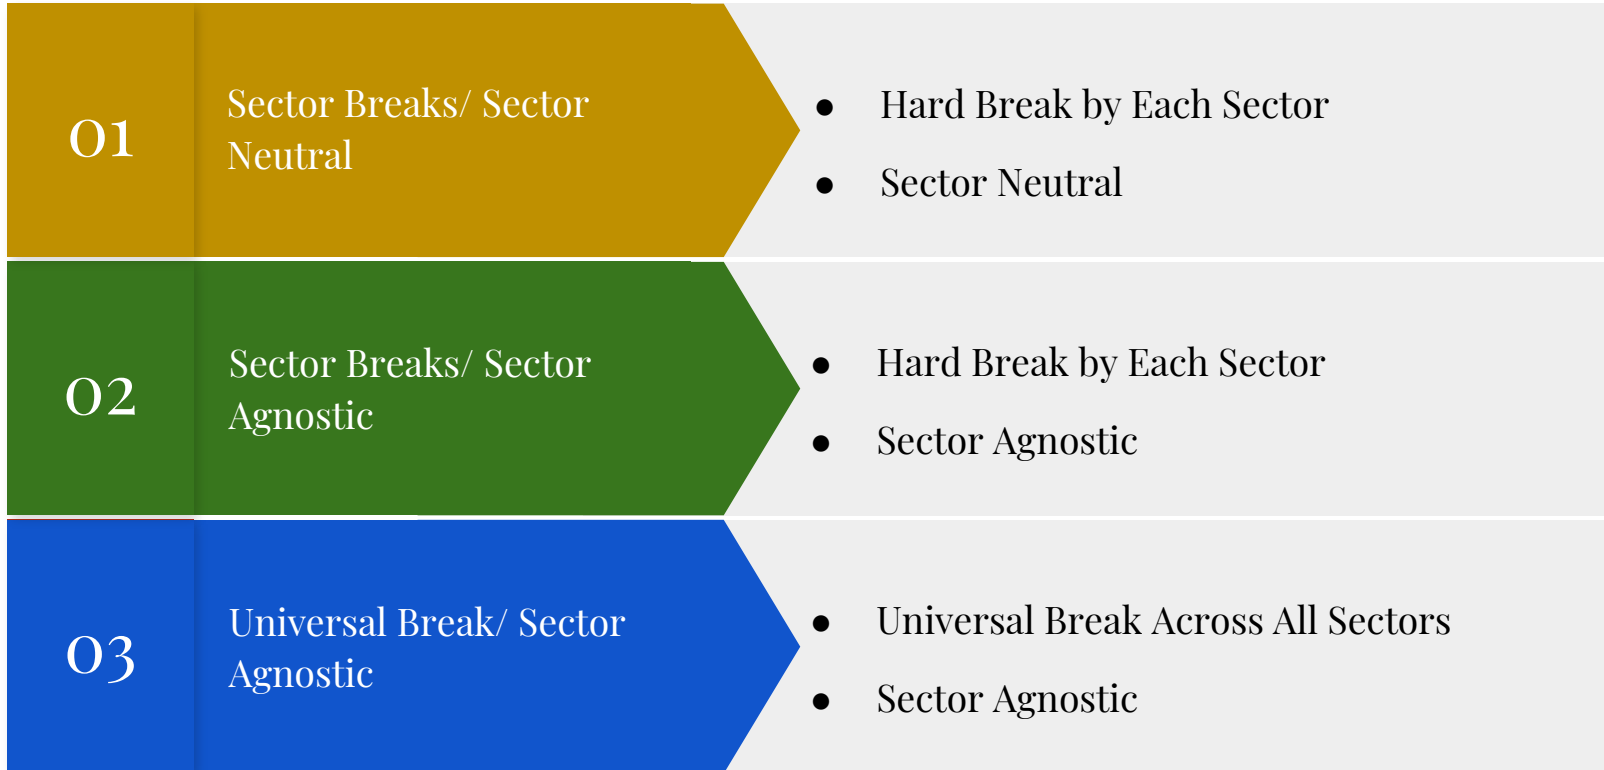 01
Sector Breaks/ Sector
Neutral
● Hard Break by Each Sector
● Sector Neutral
02
Sector Breaks/ Sector
Agnostic
● Hard Break by Each Sector
● Sector Agnostic
03
Universal Break/ Sector
Agnostic
● Universal Break Across All Sectors
● Sector Agnostic